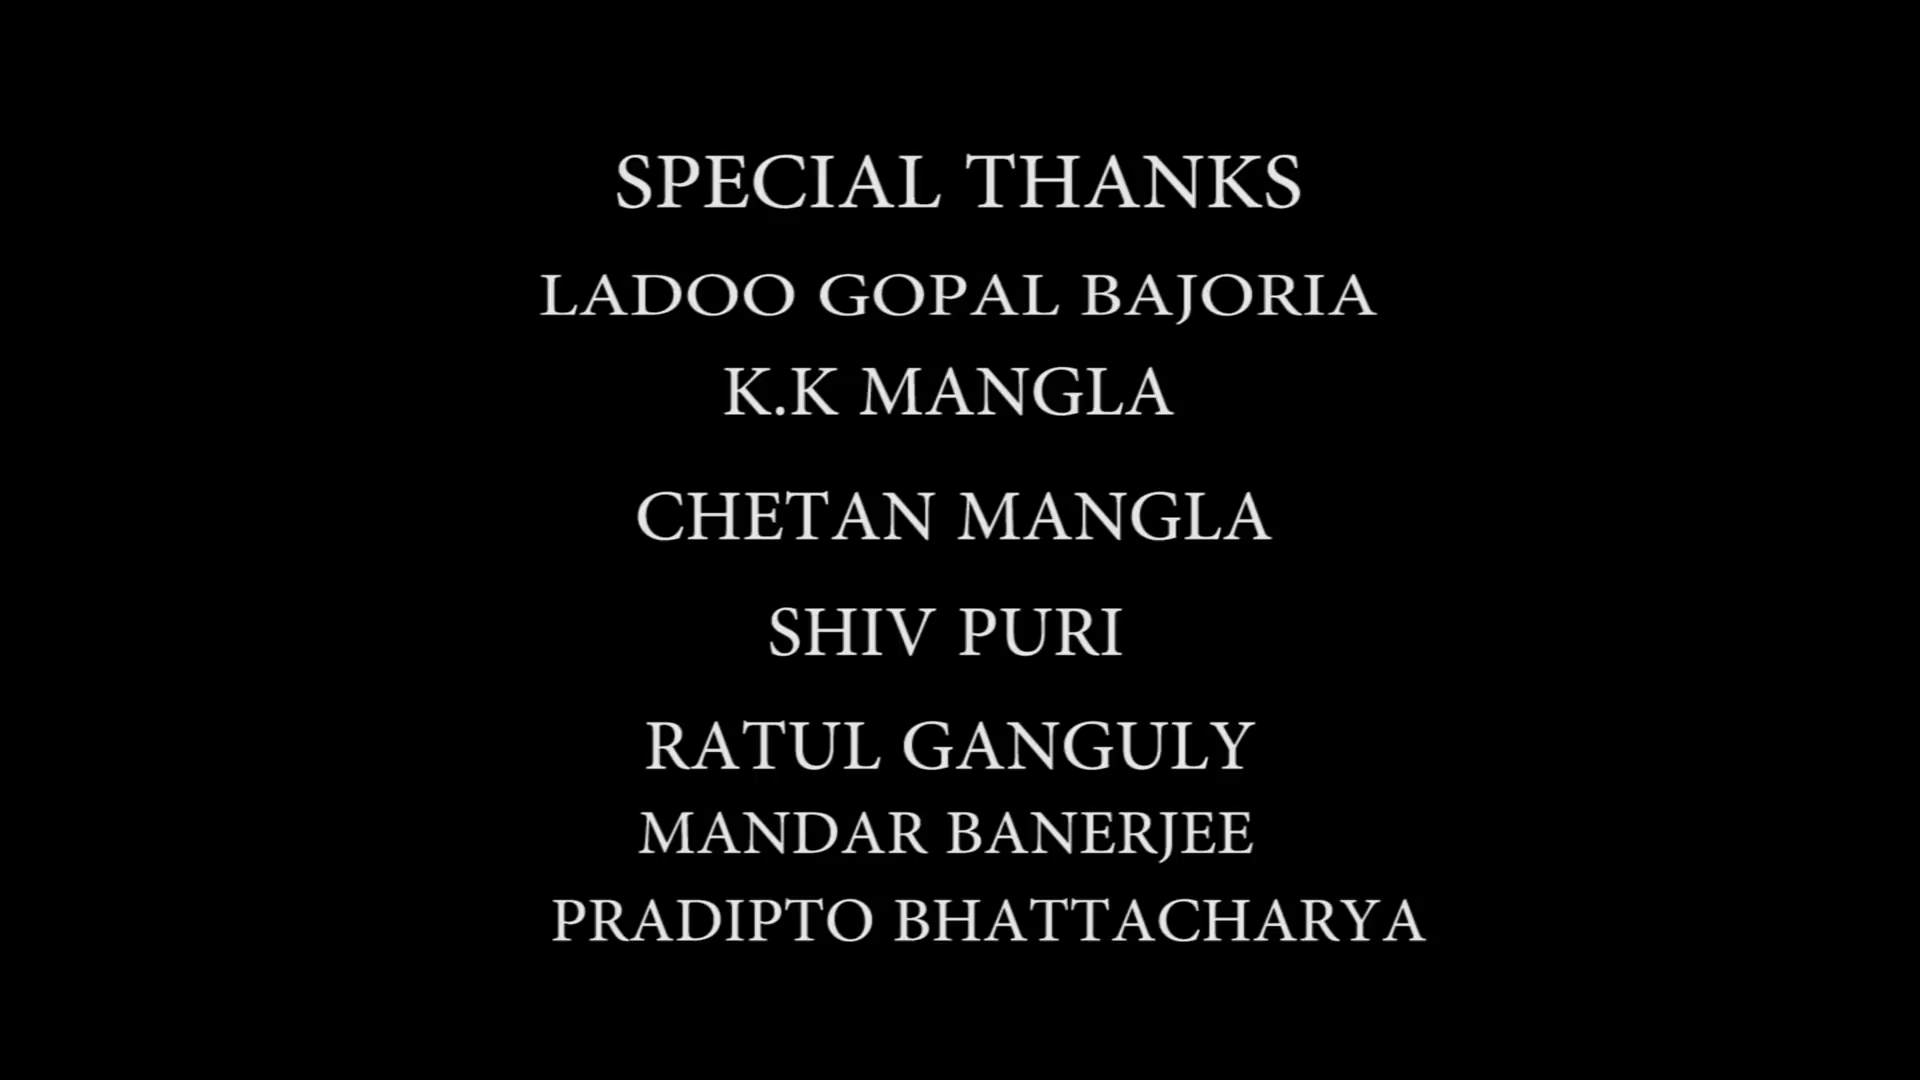 SPECIAL THANKS
LADOO GOPAL BAJORIA
K.K MANGLA
CHETAN MANGLA
SHIV PURI
RATUL GANGULY
MANDAR BANERJEE
PRADIPTO BHATTACHARYA